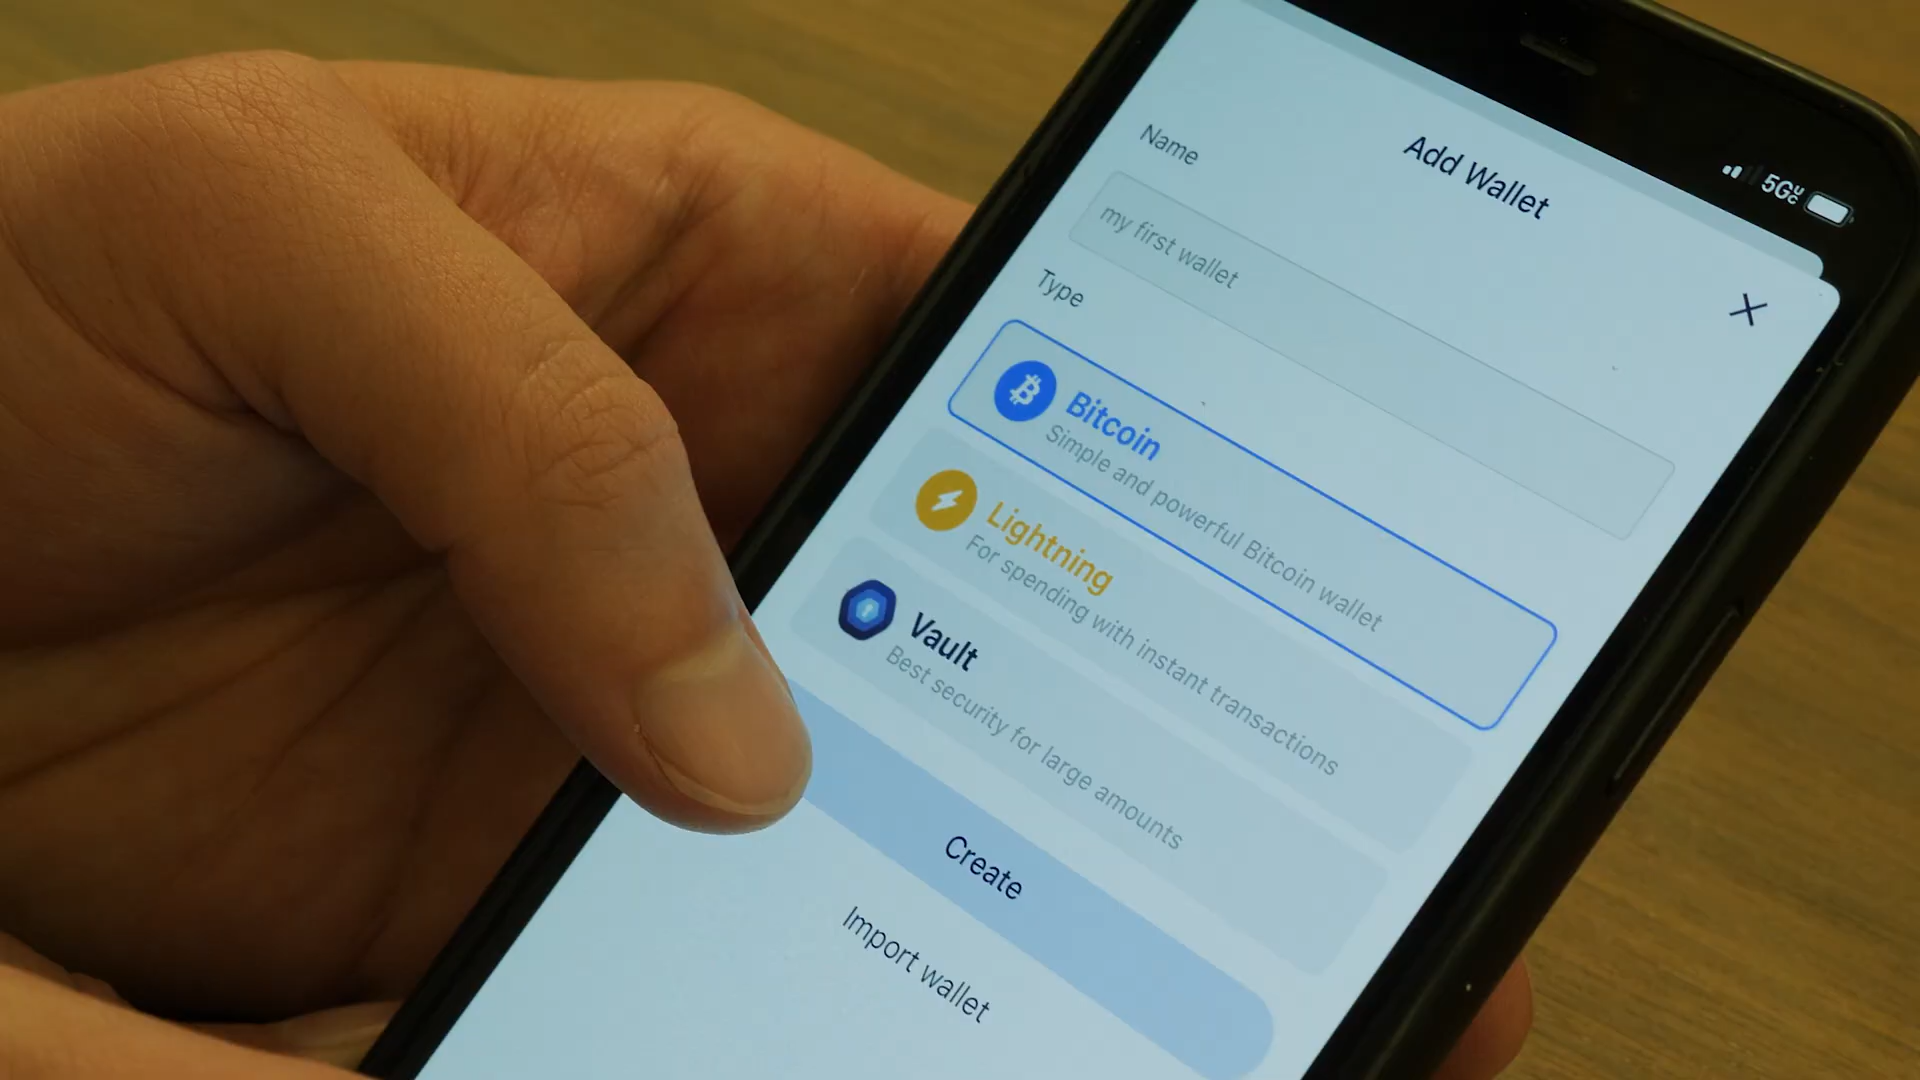 5Gᵁc
Add Wallet
Name
my first wallet
Type
Bitcoin
Simple and powerful Bitcoin wallet
Lightning
For spending with instant transactions
Vault
Best security for large amounts
Create
Import wallet